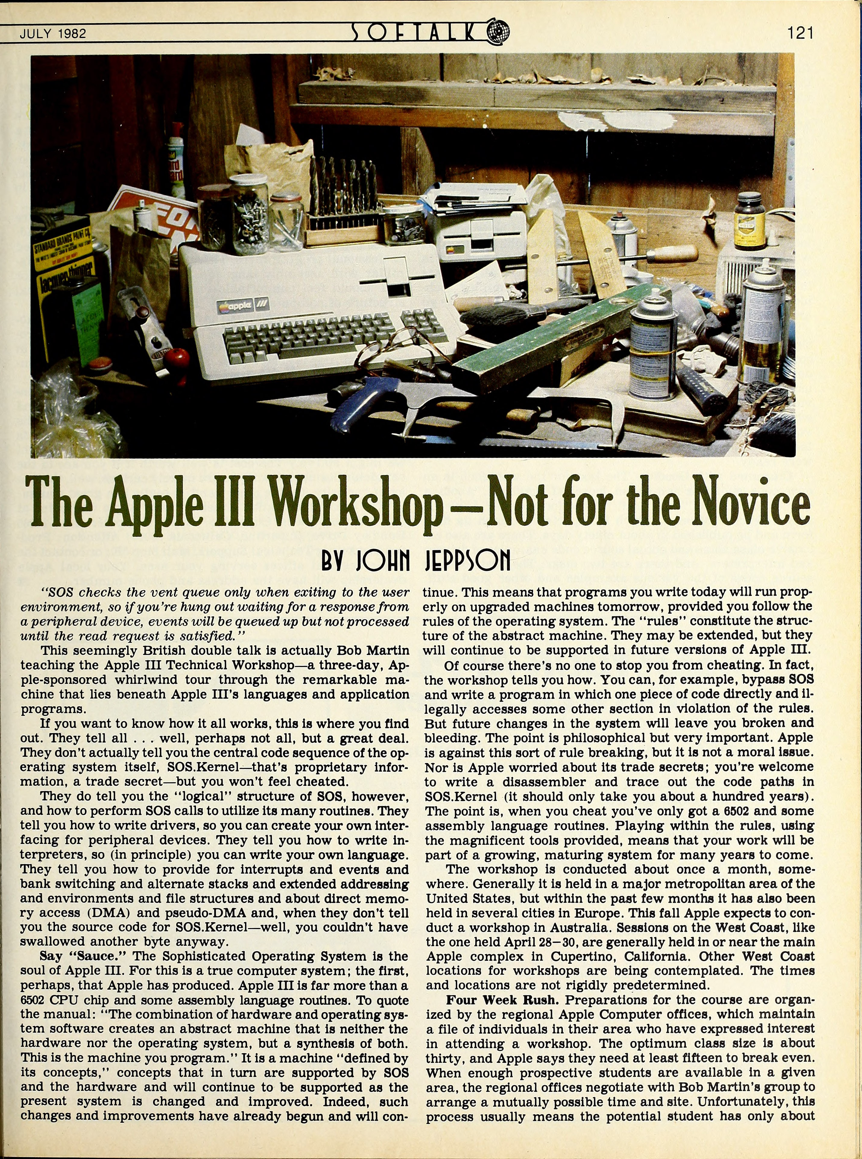 JULY 1982
SOFTALK
121
STANDARD BRANDS PAINT CO.
apple ///
The Apple III Workshop—Not for the Novice
BY JOHN JEPPSON
"SOS checks the vent queue only when exiting to the user
environment, so if you're hung out waiting for a response from
a peripheral device, events will be queued up but not processed
until the read request is satisfied."
This seemingly British double talk is actually Bob Martin
teaching the Apple III Technical Workshop—a three-day, Ap-
ple-sponsored whirlwind tour through the remarkable ma-
chine that lies beneath Apple III's languages and application
programs.
If you want to know how it all works, this is where you find
out. They tell all . . . well, perhaps not all, but a great deal.
They don't actually tell you the central code sequence of the op-
erating system itself, SOS.Kernel—that's proprietary infor-
mation, a trade secret—but you won't feel cheated.
They do tell you the "logical" structure of SOS, however,
and how to perform SOS calls to utilize its many routines. They
tell you how to write drivers, so you can create your own inter-
facing for peripheral devices. They tell you how to write in-
terpreters, so (in principle) you can write your own language.
They tell you how to provide for interrupts and events and
bank switching and alternate stacks and extended addressing
and environments and file structures and about direct memo-
ry access (DMA) and pseudo-DMA and, when they don't tell
you the source code for SOS.Kernel—well, you couldn't have
swallowed another byte anyway.
Say "Sauce." The Sophisticated Operating System is the
soul of Apple III. For this is a true computer system; the first,
perhaps, that Apple has produced. Apple III is far more than a
6502 CPU chip and some assembly language routines. To quote
the manual: "The combination of hardware and operating sys-
tem software creates an abstract machine that is neither the
hardware nor the operating system, but a synthesis of both.
This is the machine you program." It is a machine "defined by
its concepts," concepts that in turn are supported by SOS
and the hardware and will continue to be supported as the
present system is changed and improved. Indeed, such
changes and improvements have already begun and will con-
tinue. This means that programs you write today will run prop-
erly on upgraded machines tomorrow, provided you follow the
rules of the operating system. The "rules" constitute the struc-
ture of the abstract machine. They may be extended, but they
will continue to be supported in future versions of Apple III.
Of course there's no one to stop you from cheating. In fact,
the workshop tells you how. You can, for example, bypass SOS
and write a program in which one piece of code directly and il-
legally accesses some other section in violation of the rules.
But future changes in the system will leave you broken and
bleeding. The point is philosophical but very important. Apple
is against this sort of rule breaking, but it is not a moral issue.
Nor is Apple worried about its trade secrets; you're welcome
to write a disassembler and trace out the code paths in
SOS.Kernel (it should only take you about a hundred years).
The point is, when you cheat you've only got a 6502 and some
assembly language routines. Playing within the rules, using
the magnificent tools provided, means that your work will be
part of a growing, maturing system for many years to come.
The workshop is conducted about once a month, some-
where. Generally it is held in a major metropolitan area of the
United States, but within the past few months it has also been
held in several cities in Europe. This fall Apple expects to con-
duct a workshop in Australia. Sessions on the West Coast, like
the one held April 28–30, are generally held in or near the main
Apple complex in Cupertino, California. Other West Coast
locations for workshops are being contemplated. The times
and locations are not rigidly predetermined.
Four Week Rush. Preparations for the course are organ-
ized by the regional Apple Computer offices, which maintain
a file of individuals in their area who have expressed interest
in attending a workshop. The optimum class size is about
thirty, and Apple says they need at least fifteen to break even.
When enough prospective students are available in a given
area, the regional offices negotiate with Bob Martin's group to
arrange a mutually possible time and site. Unfortunately, this
process usually means the potential student has only about